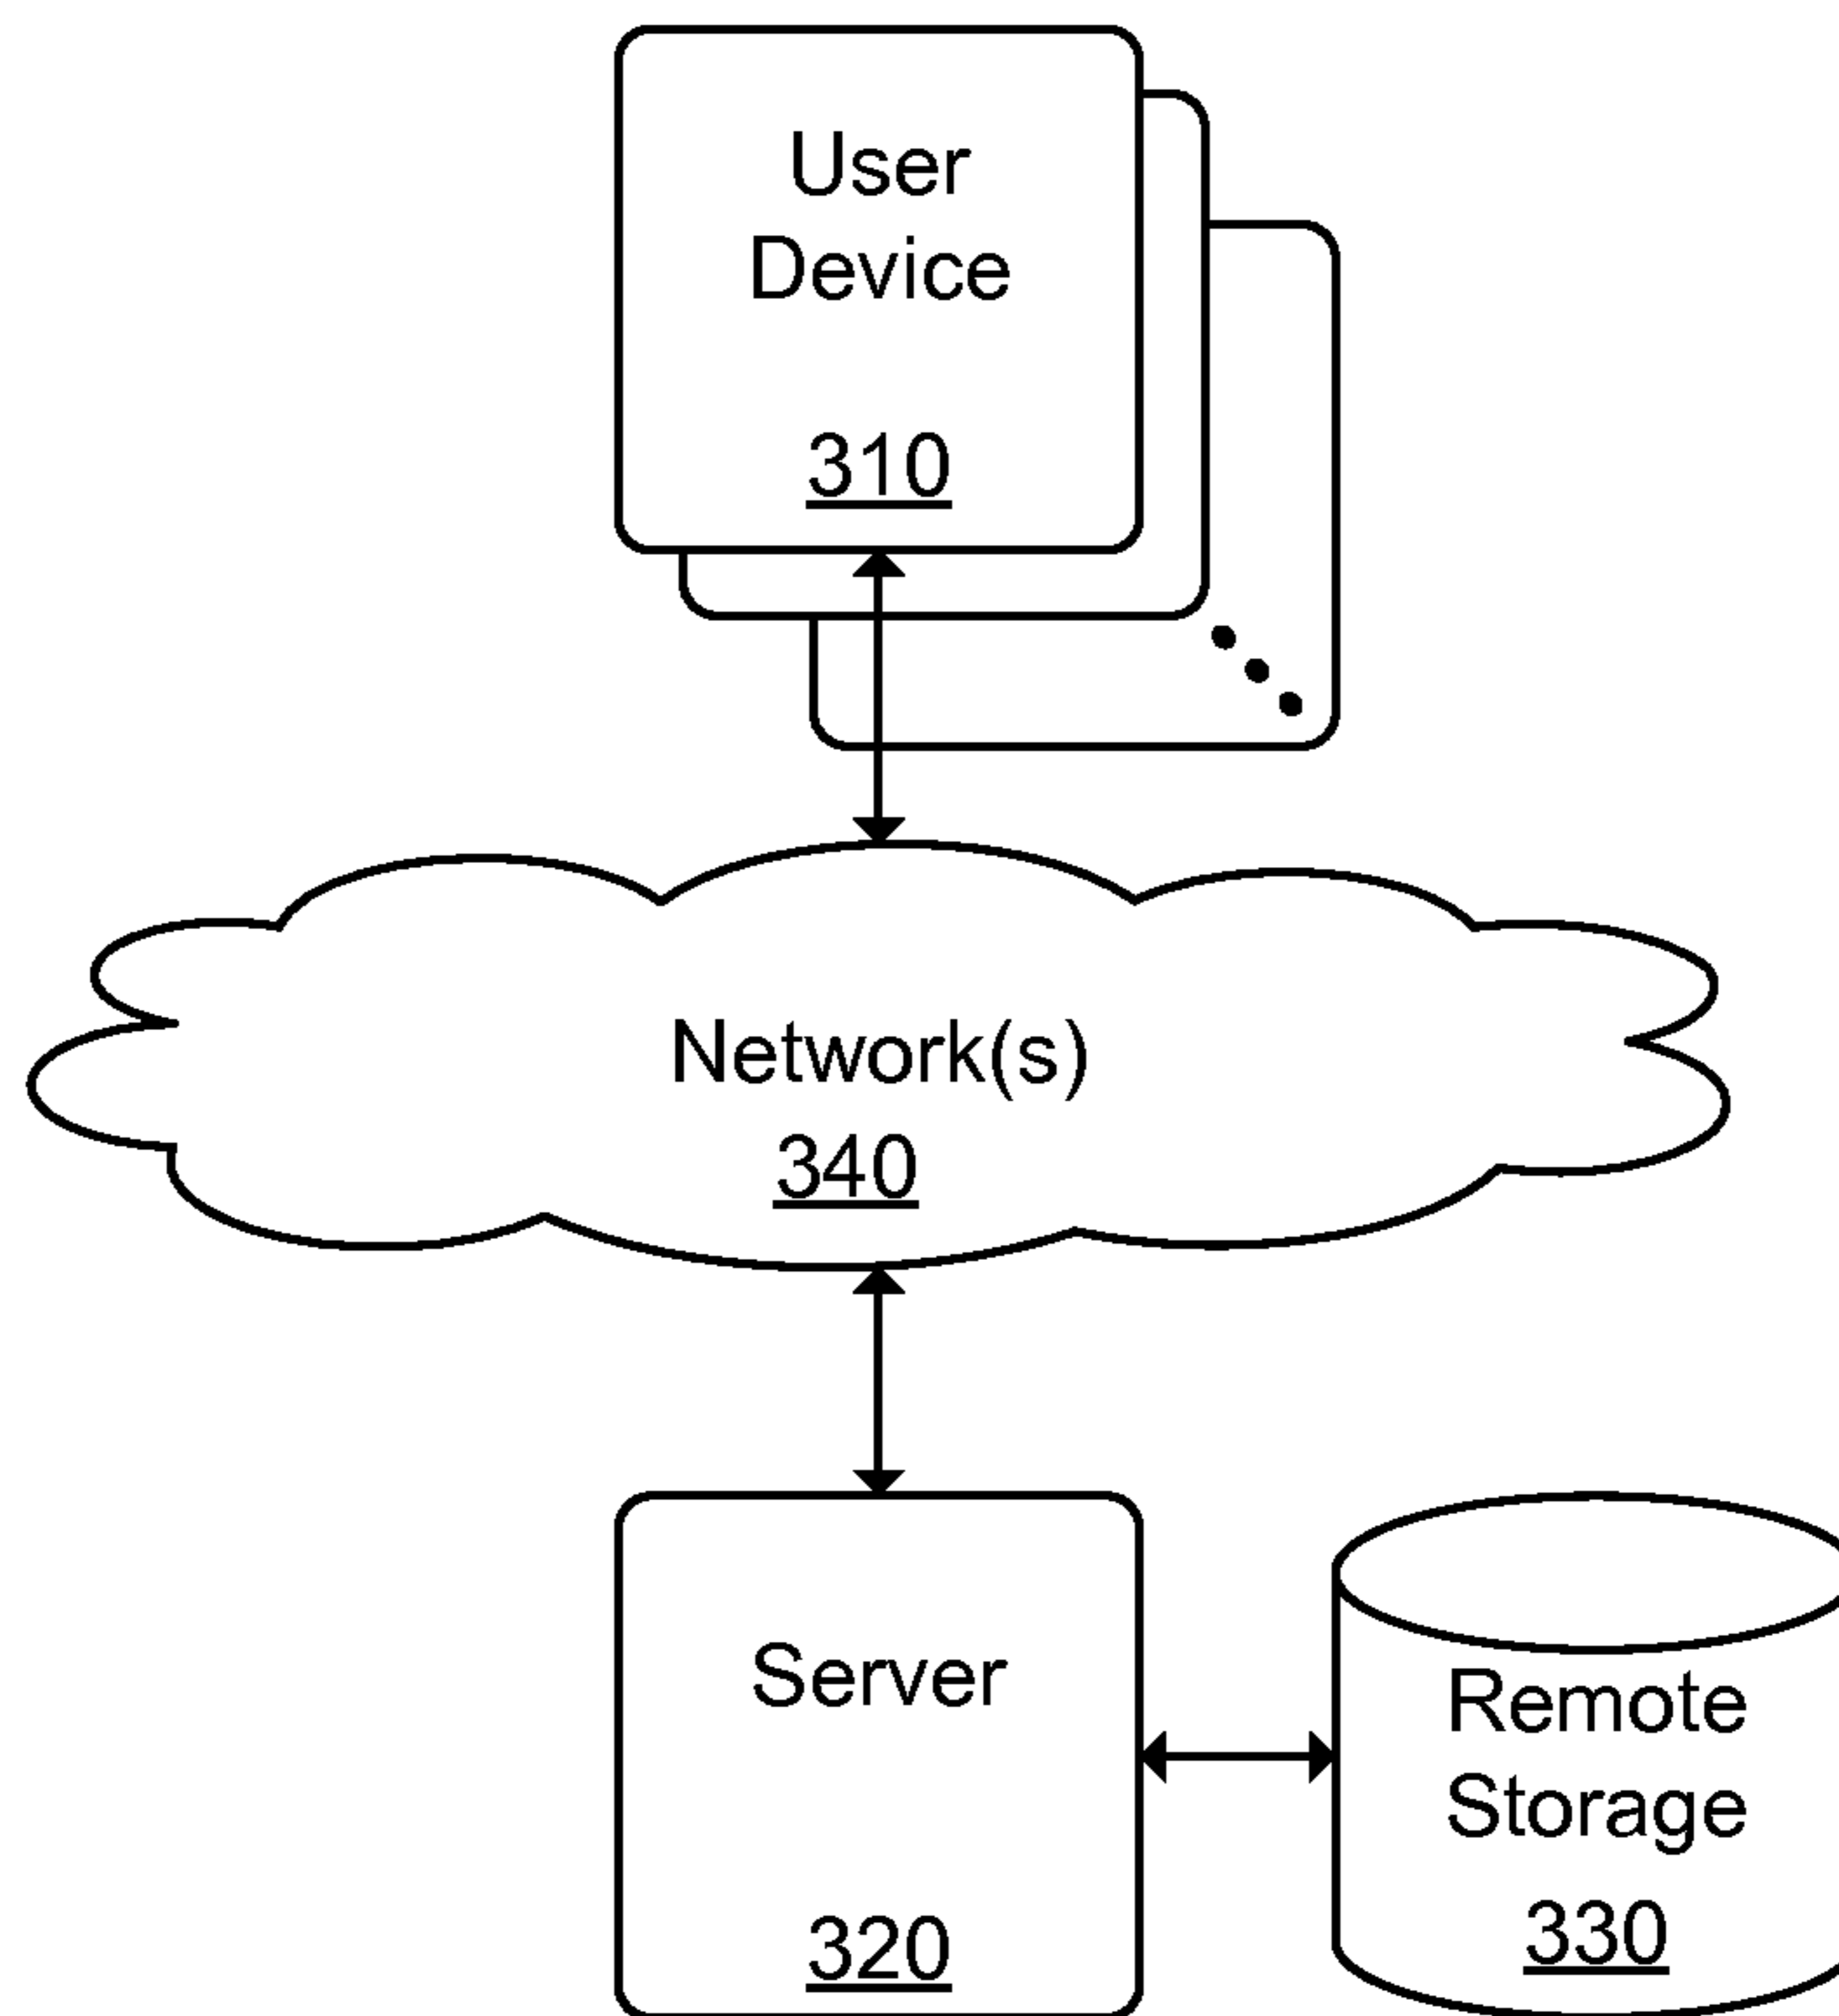 User
Device
310
Network(s)
340
Server
320
Remote
Storage
330